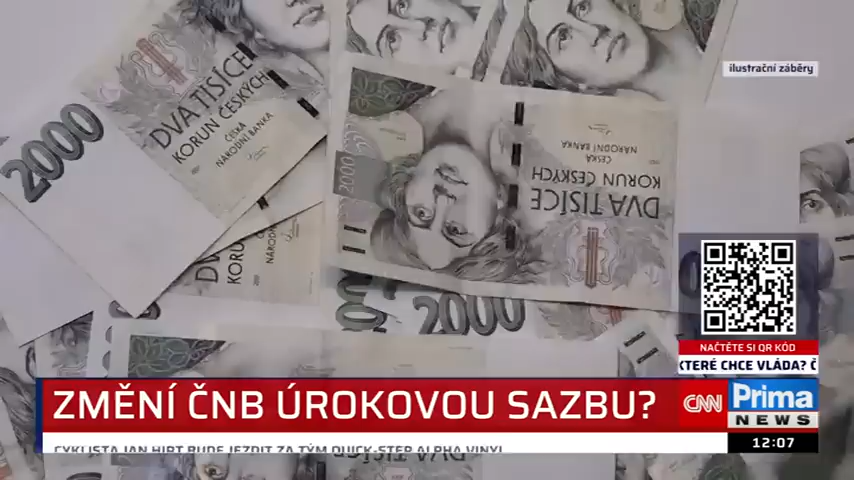 ilustrační záběry
2000
DVA TISÍCE
KORUN ČESKÝCH
ČESKÁ
NÁRODNÍ BANKA
2000
DVA TISÍCE
KORUN ČESKÝCH
ČESKÁ
NÁRODNÍ BANKA
2000
NAČTĚTE SI QR KÓD
KTERÉ CHCE VLÁDA? Č
ZMĚNÍ ČNB ÚROKOVOU SAZBU?
CNN Prima
NEWS
12:07
CYKLISTA JAN HIRT BUDE JEZDIT ZA TÝM QUICK-STEP ALPHA VINYL